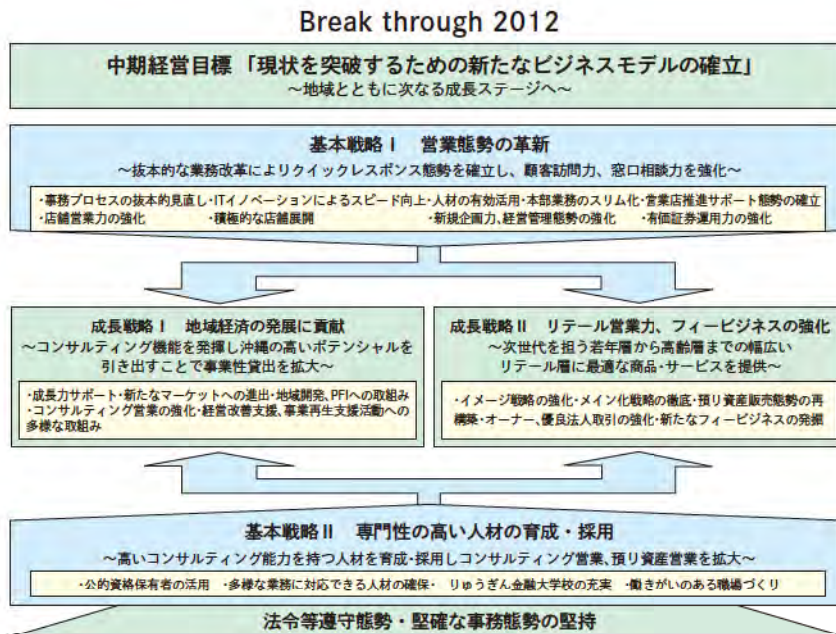 Break through 2012
中期経営目標 「現状を突破するための新たなビジネスモデルの確立」
～地域とともに次なる成長ステージへ～
基本戦略Ⅰ 営業態勢の革新
～抜本的な業務改革によりクイックレスポンス態勢を確立し、顧客訪問力、窓口相談力を強化～
・事務プロセスの抜本的見直し・ITイノベーションによるスピード向上・人材の有効活用・本部業務のスリム化・営業店推進サポート態勢の確立
・店舗営業力の強化 ・積極的な店舗展開 ・新規企画力、経営管理態勢の強化 ・有価証券運用力の強化
成長戦略Ⅰ 地域経済の発展に貢献
～コンサルティング機能を発揮し沖縄の高いポテンシャルを
引き出すことで事業性貸出を拡大～
・成長力サポート・新たなマーケットへの進出・地域開発、PFIへの取組み
・コンサルティング営業の強化・経営改善支援、事業再生支援活動への
多様な取組み
成長戦略Ⅱ リテール営業力、フィービジネスの強化
～次世代を担う若年層から高齢層までの幅広い
リテール層に最適な商品・サービスを提供～
・イメージ戦略の強化・メイン化戦略の徹底・預り資産販売態勢の再
構築・オーナー、優良法人取引の強化・新たなフィービジネスの発掘
基本戦略Ⅱ 専門性の高い人材の育成・採用
～高いコンサルティング能力を持つ人材を育成・採用しコンサルティング営業、預り資産営業を拡大～
・公的資格保有者の活用 ・多様な業務に対応できる人材の確保・ りゅうぎん金融大学校の充実 ・働きがいのある職場づくり
法令等遵守態勢・堅確な事務態勢の堅持